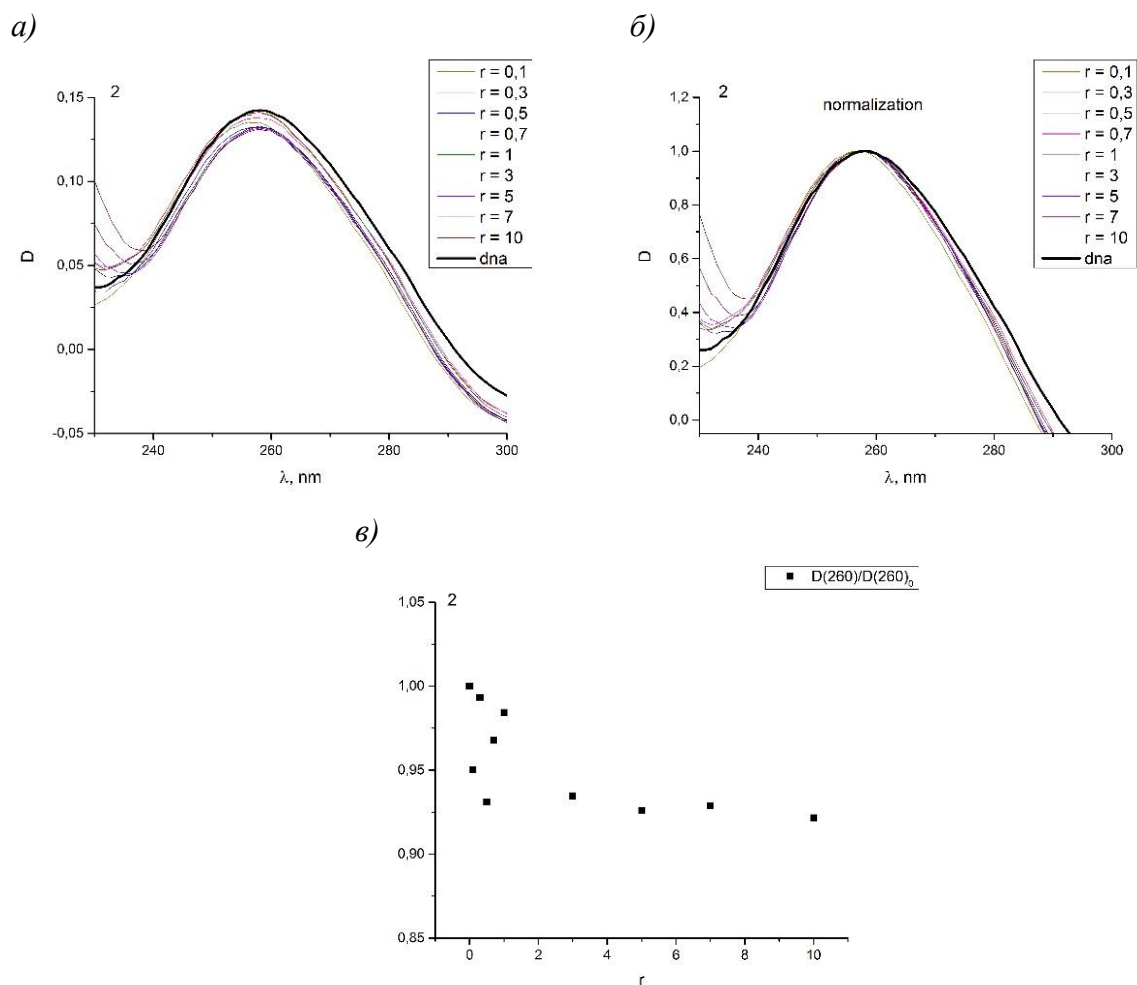 а)
2
r = 0,1
r = 0,3
r = 0,5
r = 0,7
r = 1
r = 3
r = 5
r = 7
r = 10
dna
0,15
0,10
0,05
0,00
-0,05
D
240
260
280
300
λ, nm
б)
2
normalization
r = 0,1
r = 0,3
r = 0,5
r = 0,7
r = 1
r = 3
r = 5
r = 7
r = 10
dna
1,2
1,0
0,8
0,6
0,4
0,2
0,0
D
240
260
280
300
λ, nm
в)
D(260)/D(260)₀
2
1,05
1,00
0,95
0,90
0,85
0
2
4
6
8
10
r